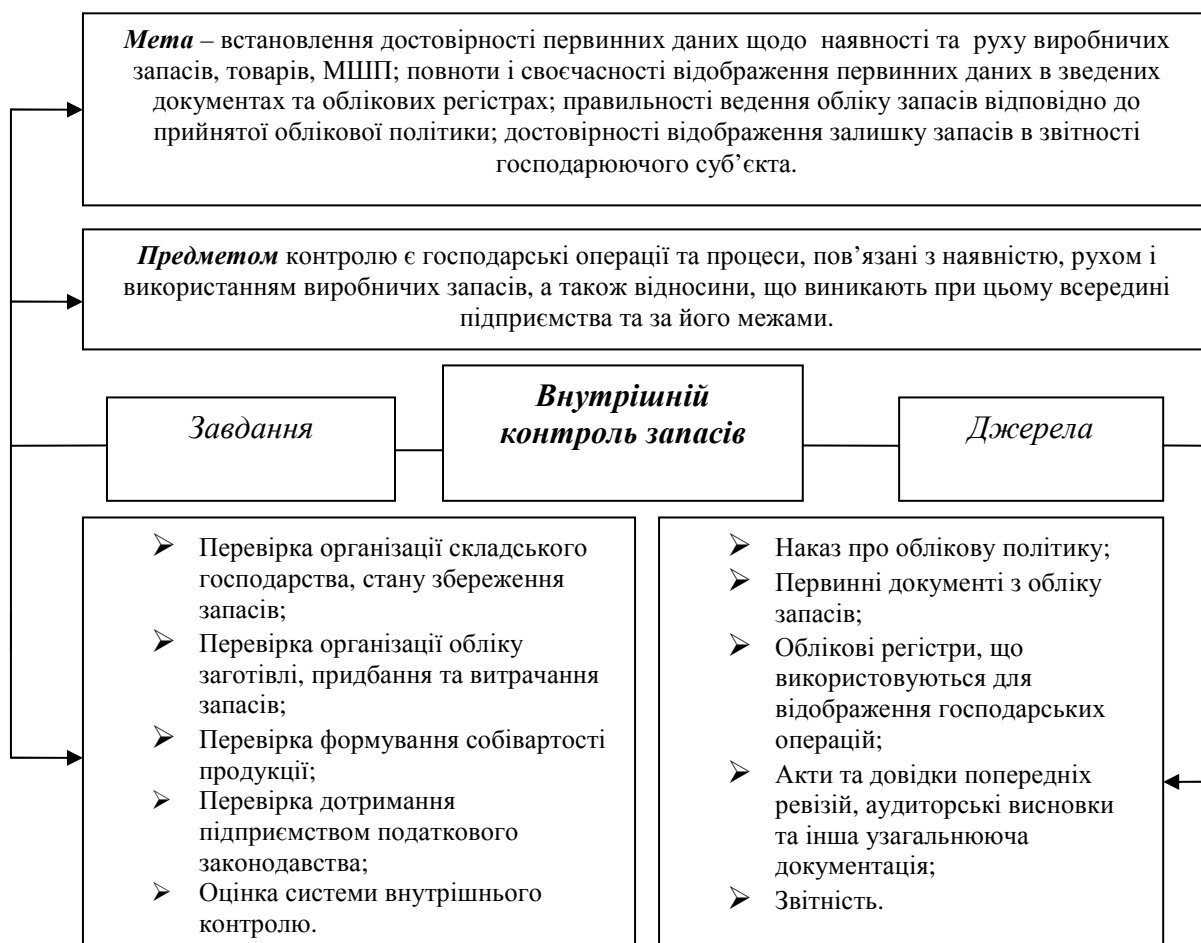 Мета – встановлення достовірності первинних даних щодо наявності та руху виробничих
запасів, товарів, МШП; повноти і своєчасності відображення первинних даних в зведених
документах та облікових регістрах; правильності ведення обліку запасів відповідно до
прийнятої облікової політики; достовірності відображення залишку запасів в звітності
господарюючого суб’єкта.
Предметом контролю є господарські операції та процеси, пов’язані з наявністю, рухом і
використанням виробничих запасів, а також відносини, що виникають при цьому всередині
підприємства та за його межами.
Завдання
Внутрішній
контроль запасів
Джерела
➢ Перевірка організації складського
господарства, стану збереження
запасів;
➢ Перевірка організації обліку
заготівлі, придбання та витрачання
запасів;
➢ Перевірка формування собівартості
продукції;
➢ Перевірка дотримання
підприємством податкового
законодавства;
➢ Оцінка системи внутрішнього
контролю.
➢ Наказ про облікову політику;
➢ Первинні документі з обліку
запасів;
➢ Облікові регістри, що
використовуються для
відображення господарських
операцій;
➢ Акти та довідки попередніх
ревізій, аудиторські висновки
та інша узагальнююча
документація;
➢ Звітність.